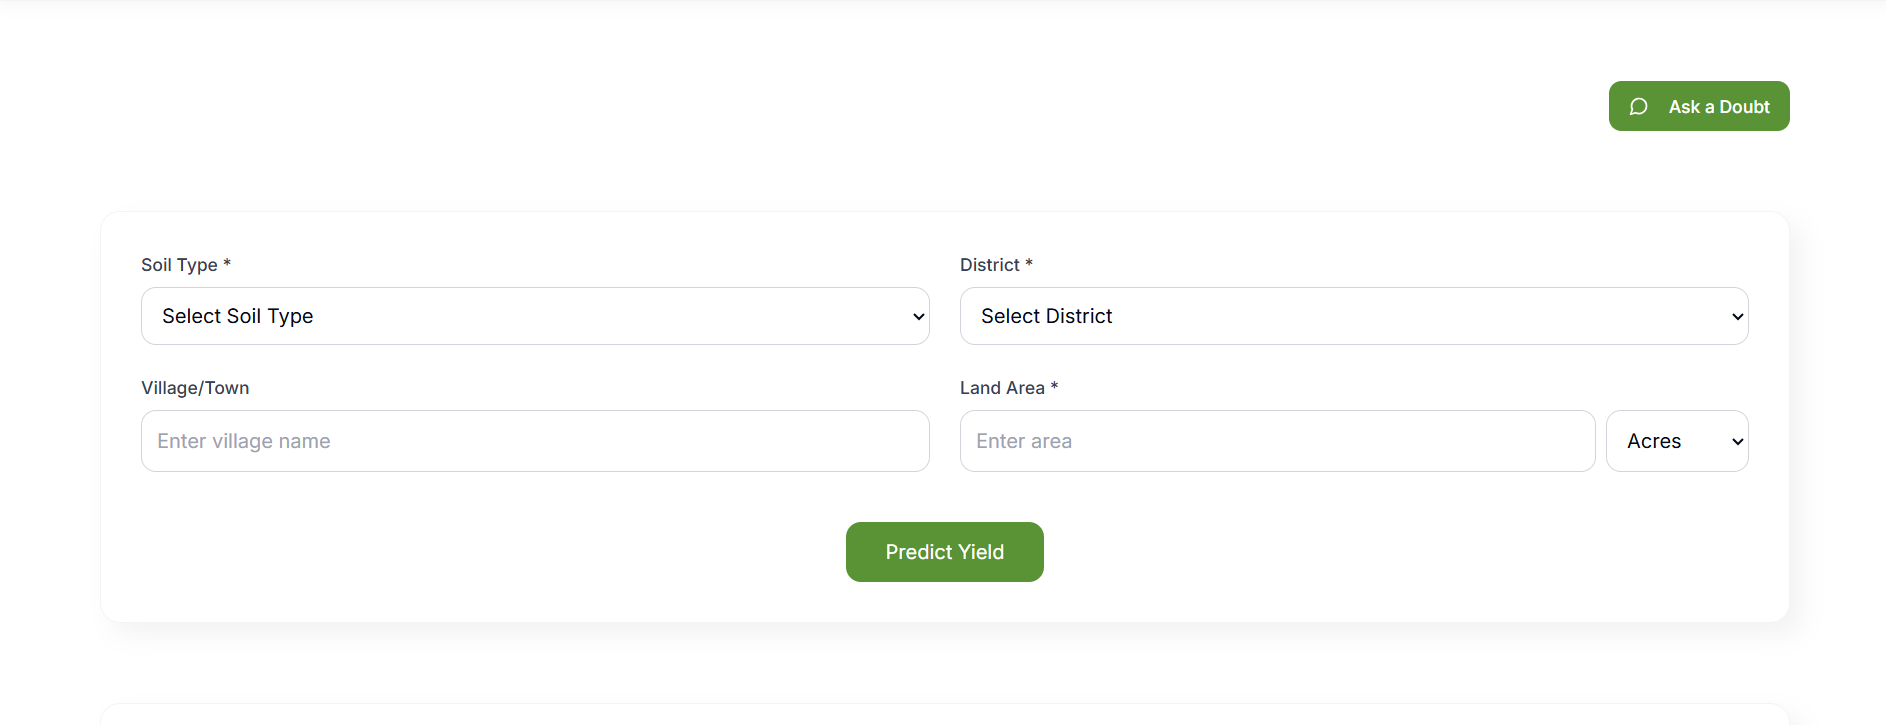 Ask a Doubt
Soil Type *
District *
Select Soil Type
Select District
Village/Town
Land Area *
Enter village name
Enter area
Acres
Predict Yield